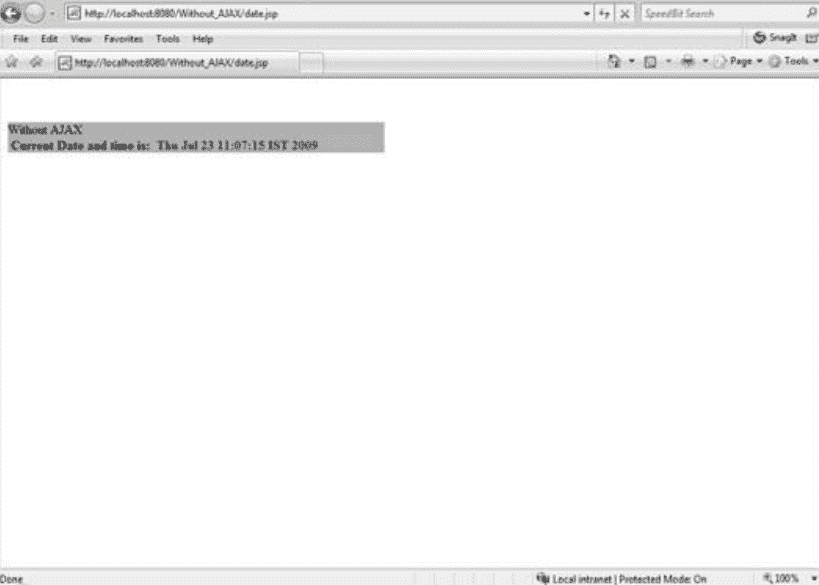 http://localhost:8080/Without_AJAX/date.jsp
SpeedBit Search
File Edit View Favorites Tools Help
SnagIt
http://localhost:8080/Without_AJAX/date.jsp
Page Tools
Without AJAX
Current Date and time is: Thu Jul 23 11:07:15 IST 2009
Done
Local intranet | Protected Mode: On
100%